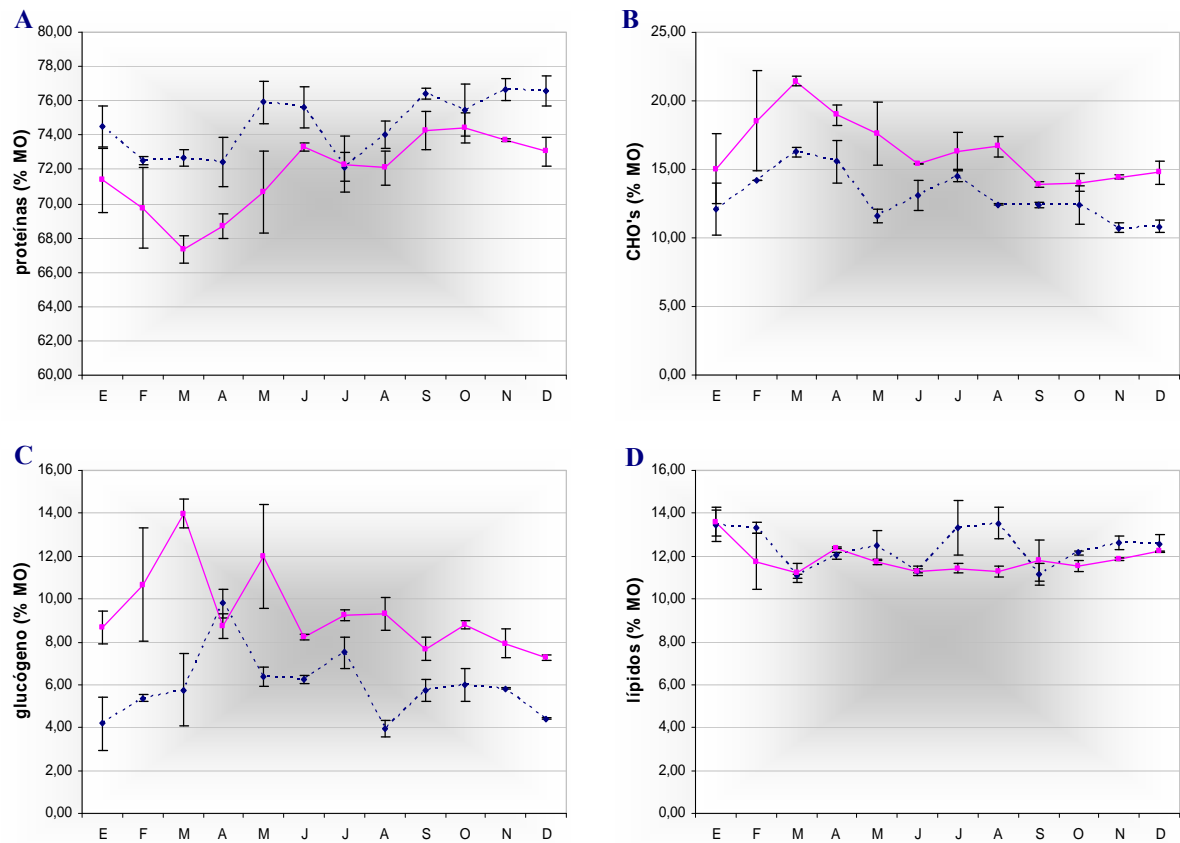 A
proteínas (% MO)
80,00
78,00
76,00
74,00
72,00
70,00
68,00
66,00
64,00
62,00
60,00
E F M A M J J A S O N D
B
CHO's (% MO)
25,00
20,00
15,00
10,00
5,00
0,00
E F M A M J J A S O N D
C
glucógeno (% MO)
16,00
14,00
12,00
10,00
8,00
6,00
4,00
2,00
0,00
E F M A M J J A S O N D
D
lípidos (% MO)
16,00
14,00
12,00
10,00
8,00
6,00
4,00
2,00
0,00
E F M A M J J A S O N D